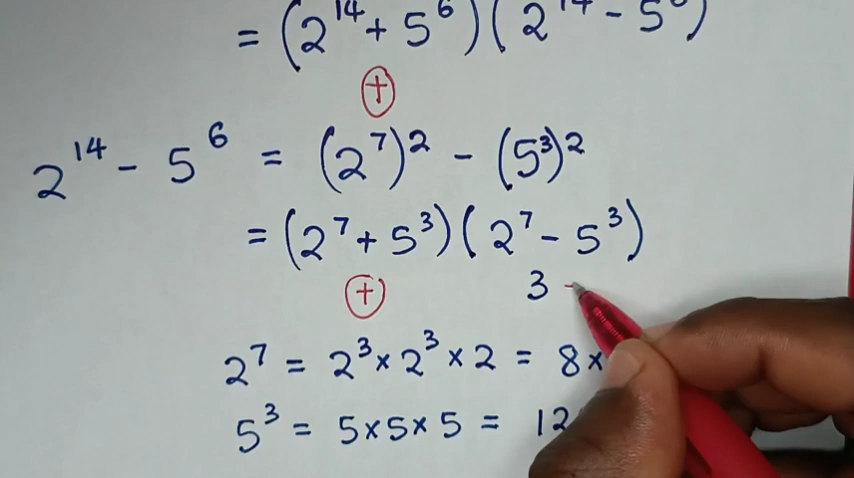 = (2^14 + 5^6)(2^14 - 5^6)
+
2^14 - 5^6 = (2^7)^2 - (5^3)^2
= (2^7 + 5^3)(2^7 - 5^3)
+ 3
2^7 = 2^3 × 2^3 × 2 = 8 ×
5^3 = 5 × 5 × 5 = 12